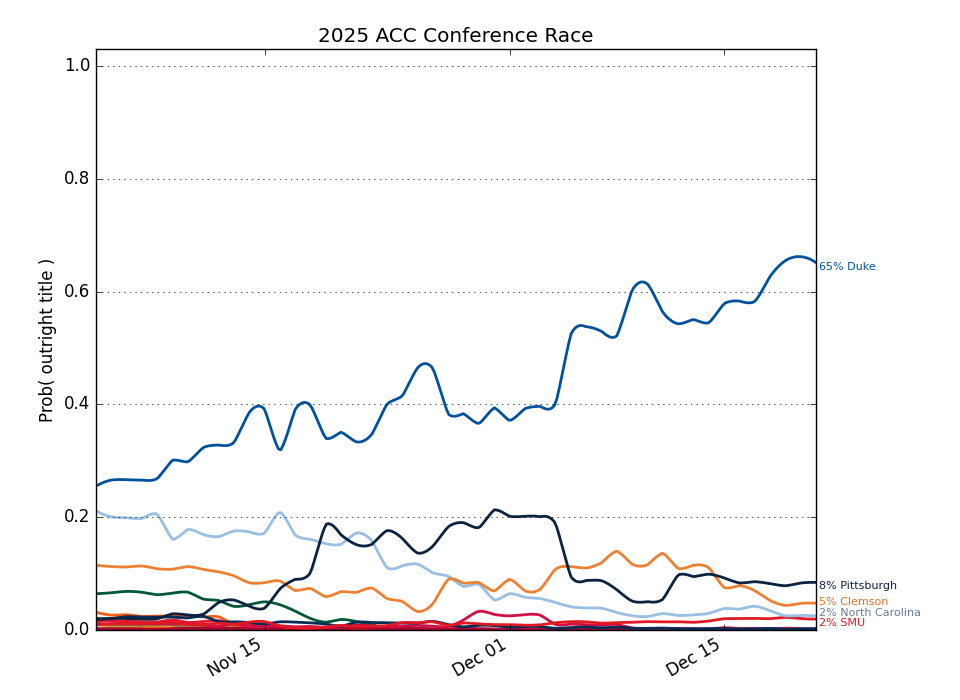 2025 ACC Conference Race
Prob( outright title )
1.0
0.8
0.6
0.4
0.2
0.0
Nov 15
Dec 01
Dec 15
65% Duke
8% Pittsburgh
5% Clemson
2% North Carolina
2% SMU